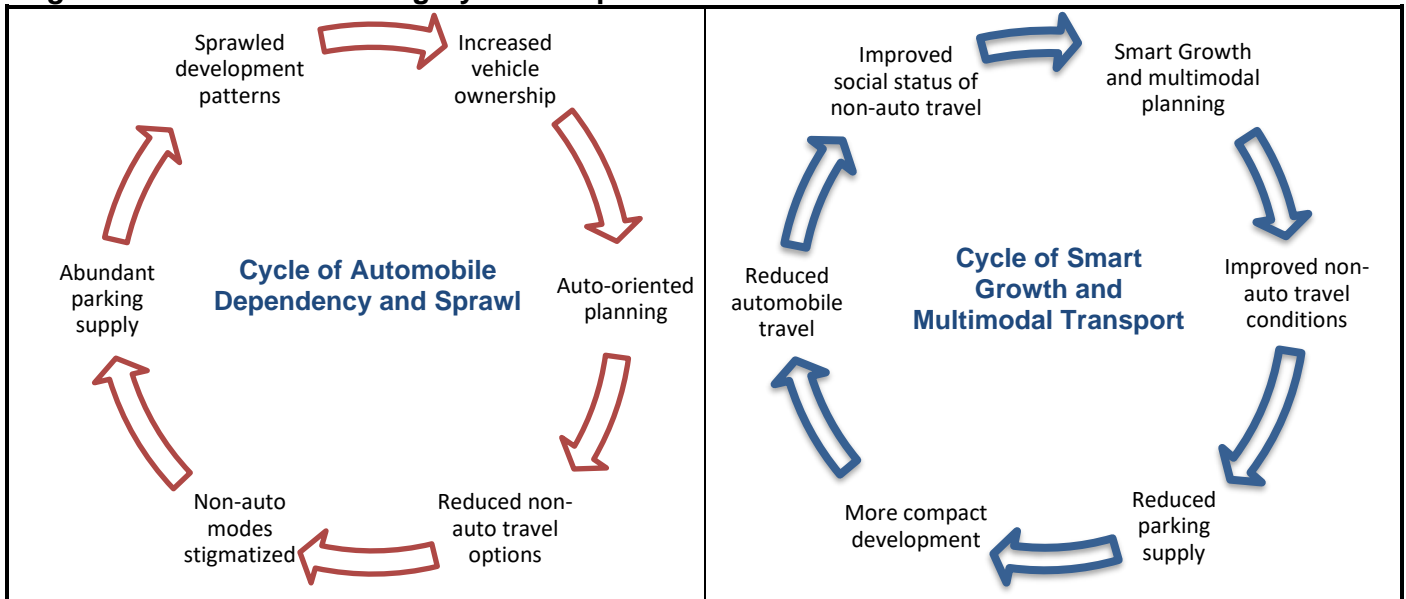 Sprawled
development
patterns
Increased
vehicle
ownership
Auto-oriented
planning
Reduced non-
auto travel
options
Non-auto
modes
stigmatized
Abundant
parking
supply
Cycle of Automobile
Dependency and Sprawl
Improved
social status of
non-auto travel
Smart Growth
and multimodal
planning
Improved non-
auto travel
conditions
Reduced
parking
supply
More compact
development
Reduced
automobile
travel
Cycle of Smart
Growth and
Multimodal Transport